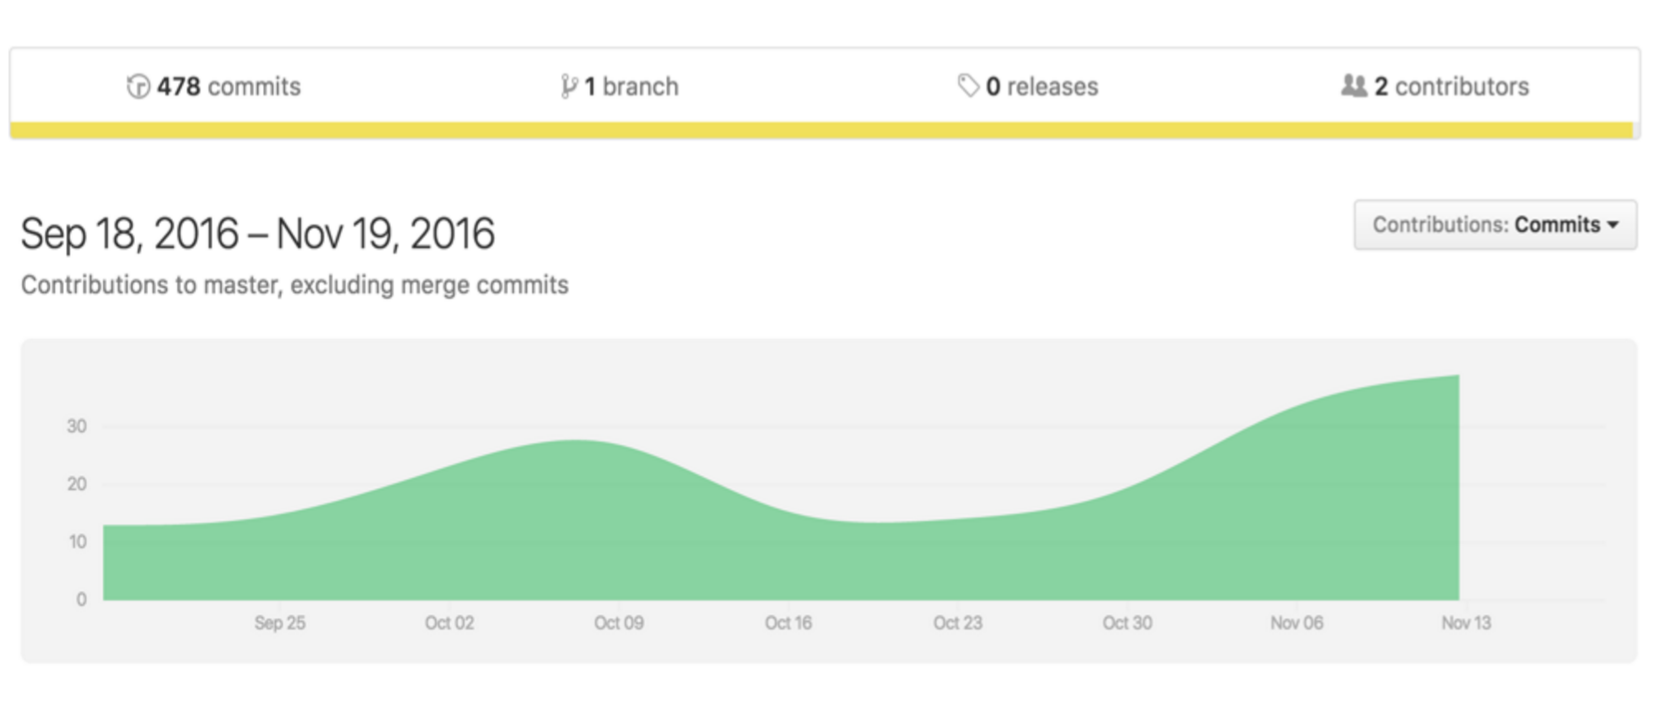 478 commits 1 branch 0 releases 2 contributors
Sep 18, 2016 – Nov 19, 2016
Contributions: Commits
Contributions to master, excluding merge commits
30
20
10
0
Sep 25 Oct 02 Oct 09 Oct 16 Oct 23 Oct 30 Nov 06 Nov 13